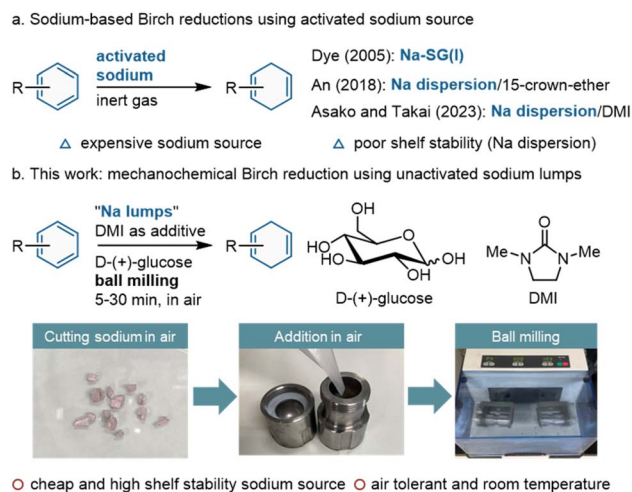 a. Sodium-based Birch reductions using activated sodium source
activated
sodium
inert gas
R
R
Dye (2005): Na-SG(I)
An (2018): Na dispersion/15-crown-ether
Asako and Takai (2023): Na dispersion/DMI
△ expensive sodium source
△ poor shelf stability (Na dispersion)
b. This work: mechanochemical Birch reduction using unactivated sodium lumps
"Na lumps"
DMI as additive
D-(+)-glucose
ball milling
5-30 min, in air
R
R
OH
HO
HO
O
OH
OH
D-(+)-glucose
O
Me N N Me
DMI
Cutting sodium in air
Addition in air
Ball milling
○ cheap and high shelf stability sodium source ○ air tolerant and room temperature